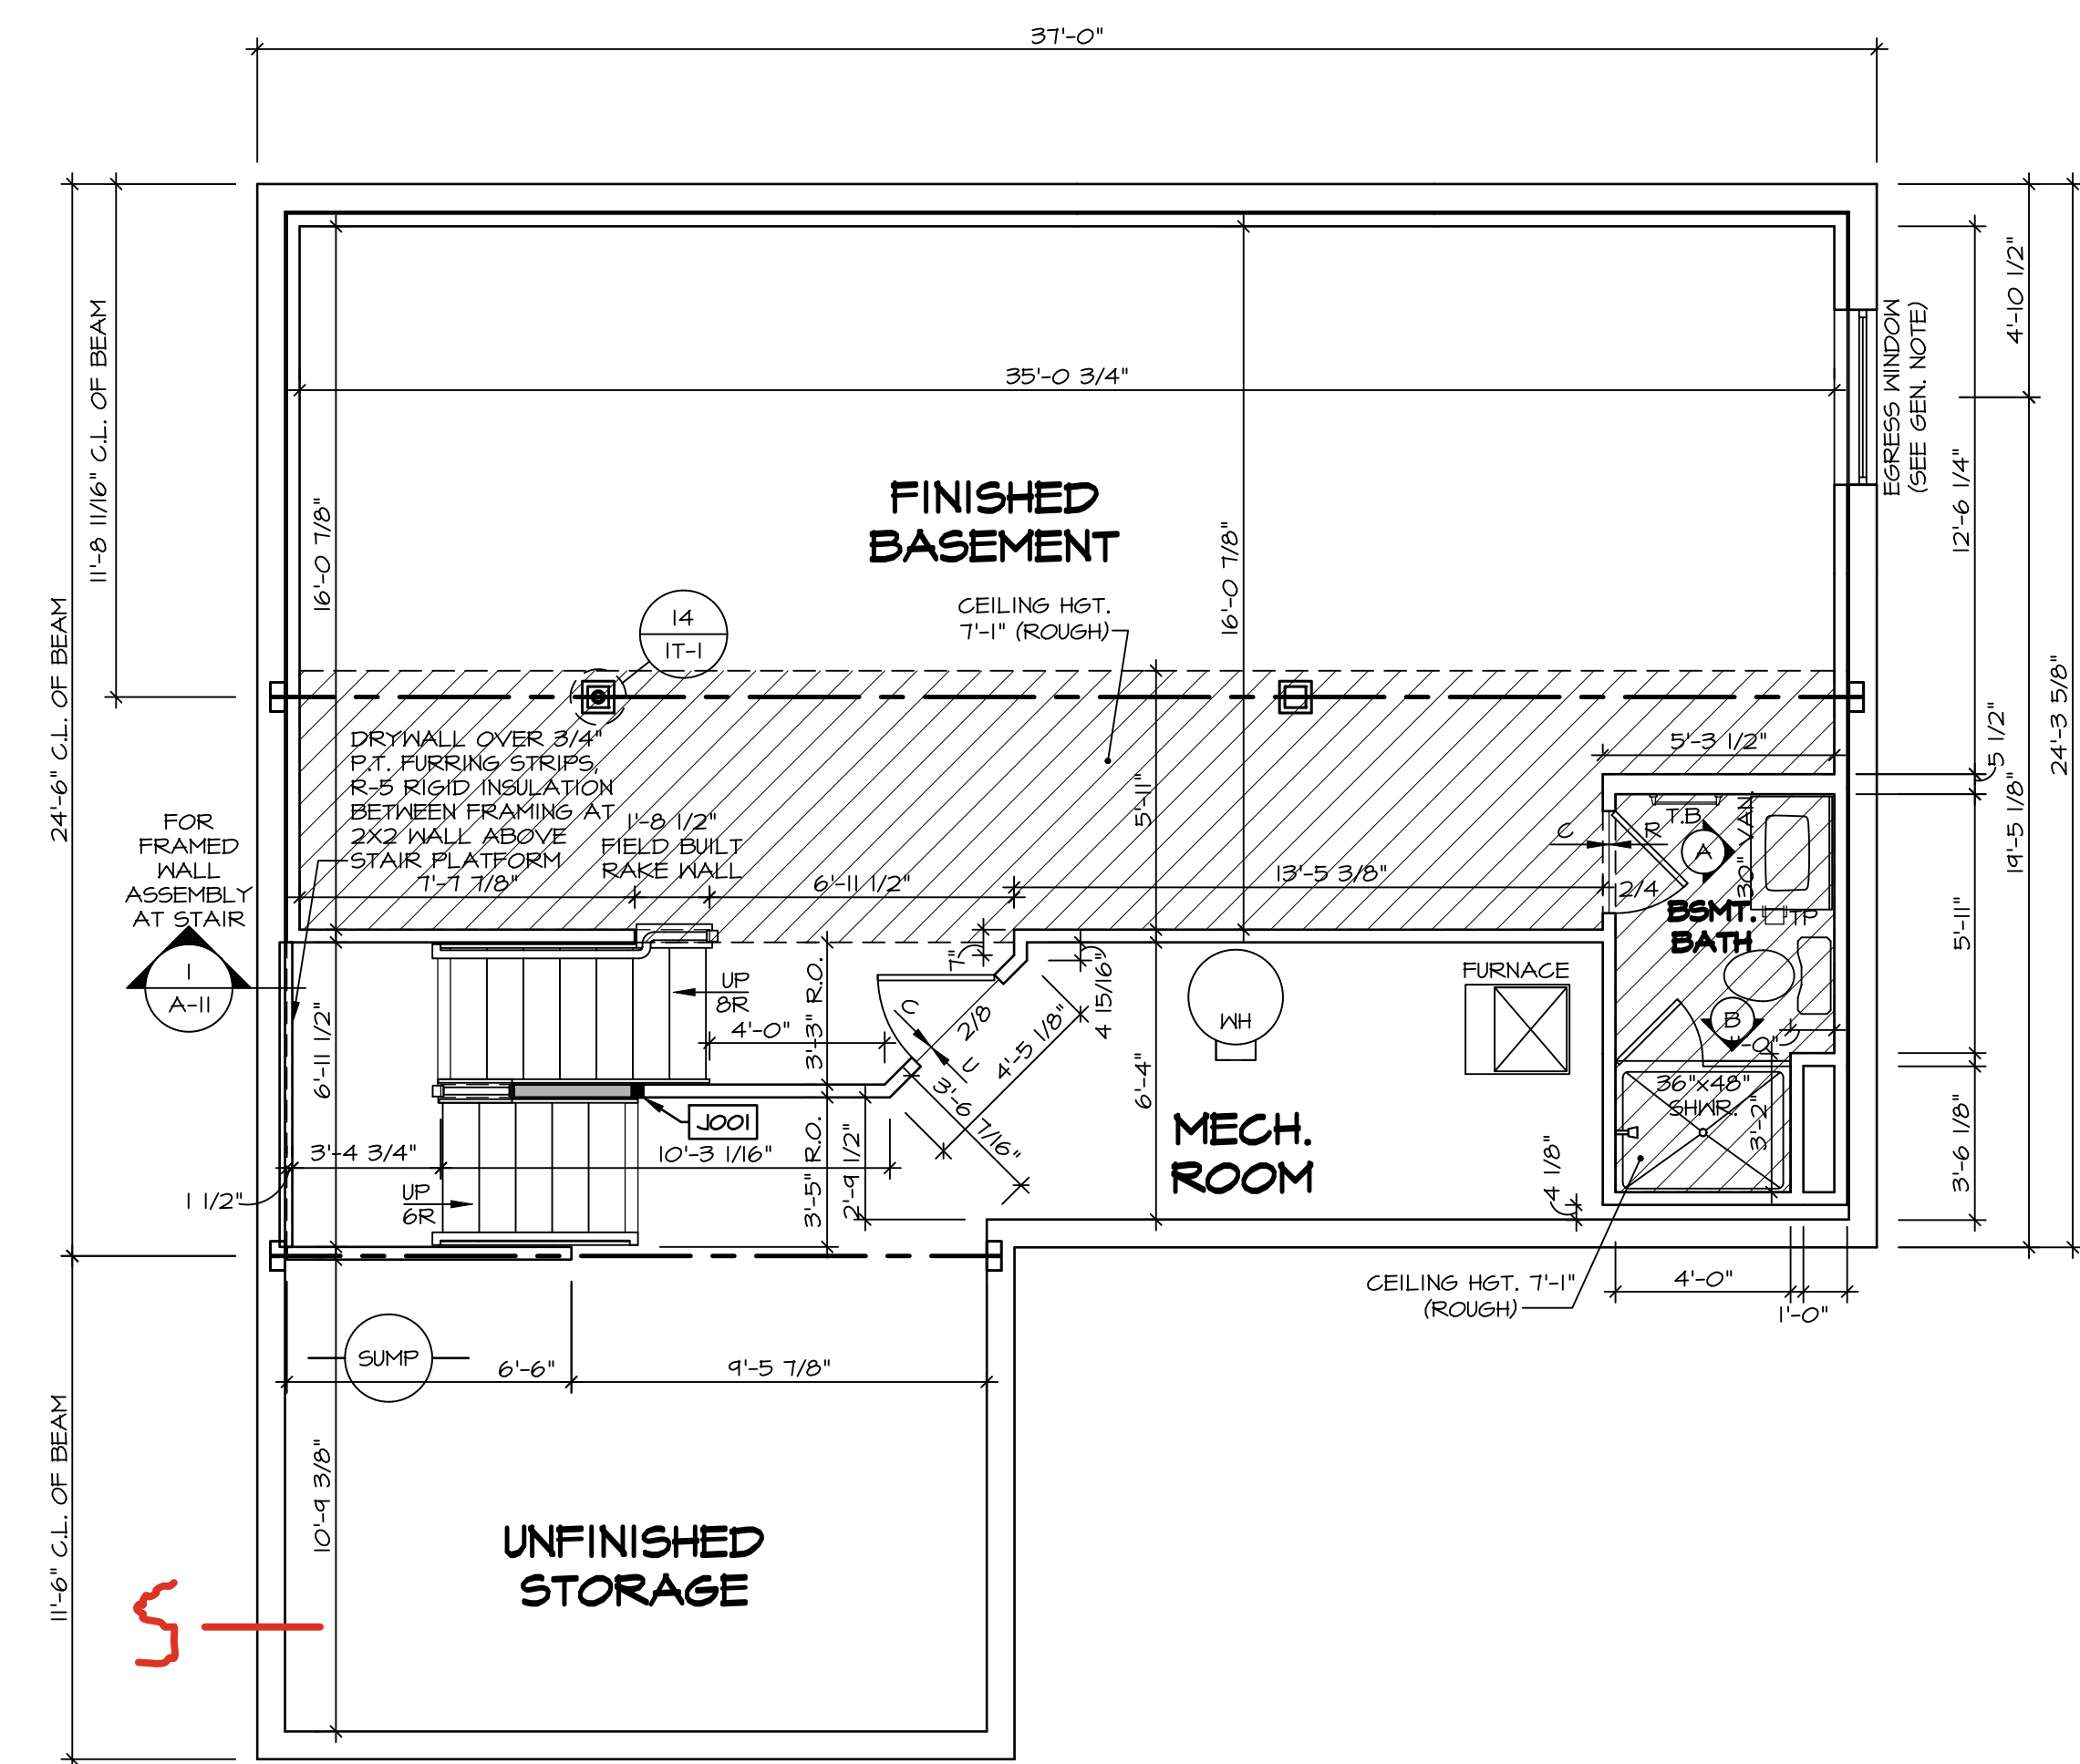 37'-0"
11'-8 11/16" C.L. OF BEAM
24'-6" C.L. OF BEAM
16'-0 7/8"
35'-0 3/4"
FINISHED
BASEMENT
CEILING HGT.
7'-1" (ROUGH)
16'-0 7/8"
EGRESS WINDOW
(SEE GEN. NOTE)
4'-10 1/2"
12'-6 1/4"
24'-3 5/8"
5 1/2"
19'-5 1/8"
14
1T-1
DRYWALL OVER 3/4"
P.T. FURRING STRIPS,
R-5 RIGID INSULATION
BETWEEN FRAMING AT
2X2 WALL ABOVE
STAIR PLATFORM
7'-7 7/8"
1'-8 1/2"
FIELD BUILT
RAKE WALL
6'-11 1/2"
5'-11"
13'-5 3/8"
5'-3 1/2"
T.B.
C
R
A
30" VAN.
2/4
BSMT.
BATH
TP
5'-11"
FOR
FRAMED
WALL
ASSEMBLY
AT STAIR
1
A-11
6'-11 1/2"
UP
8R
4'-0"
3'-3" R.O.
7"
C
U
2/8
4'-5 1/8"
3'-6 7/16"
4 15/16"
6'-4"
WH
FURNACE
B
1'-0"
36"x48"
SHWR.
3'-2"
3'-6 1/8"
J001
3'-4 3/4"
10'-3 1/16"
1 1/2"
UP
6R
3'-5" R.O.
2'-9 1/2"
MECH.
ROOM
4 1/8"
CEILING HGT. 7'-1"
(ROUGH)
4'-0"
1'-0"
SUMP
6'-6"
9'-5 7/8"
11'-6" C.L. OF BEAM
10'-9 3/8"
UNFINISHED
STORAGE
5